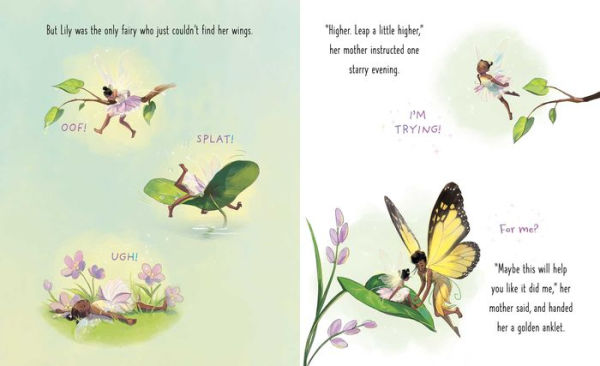 But Lily was the only fairy who just couldn't find her wings.
OOF!
SPLAT!
UGH!
"Higher. Leap a little higher,"
her mother instructed one
starry evening.
I'M
TRYING!
For me?
"Maybe this will help
you like it did me," her
mother said, and handed
her a golden anklet.